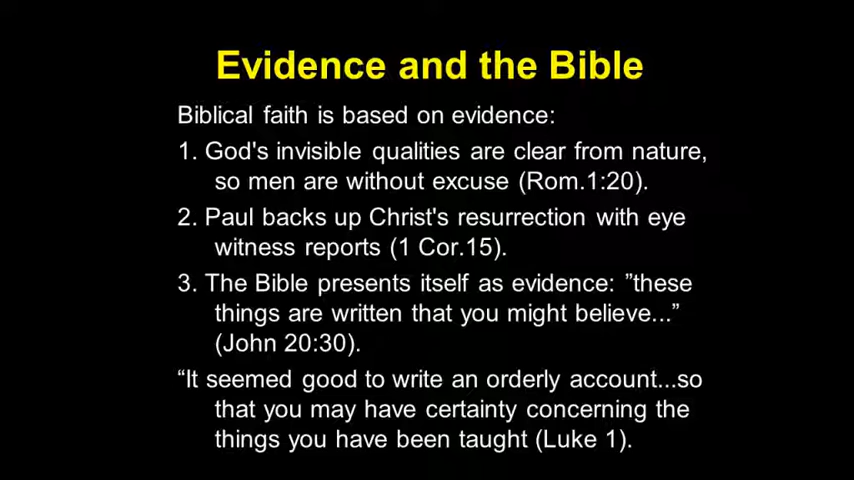 Evidence and the Bible
Biblical faith is based on evidence:
1. God's invisible qualities are clear from nature,
so men are without excuse (Rom.1:20).
2. Paul backs up Christ's resurrection with eye
witness reports (1 Cor.15).
3. The Bible presents itself as evidence: ”these
things are written that you might believe...”
(John 20:30).
“It seemed good to write an orderly account...so
that you may have certainty concerning the
things you have been taught (Luke 1).